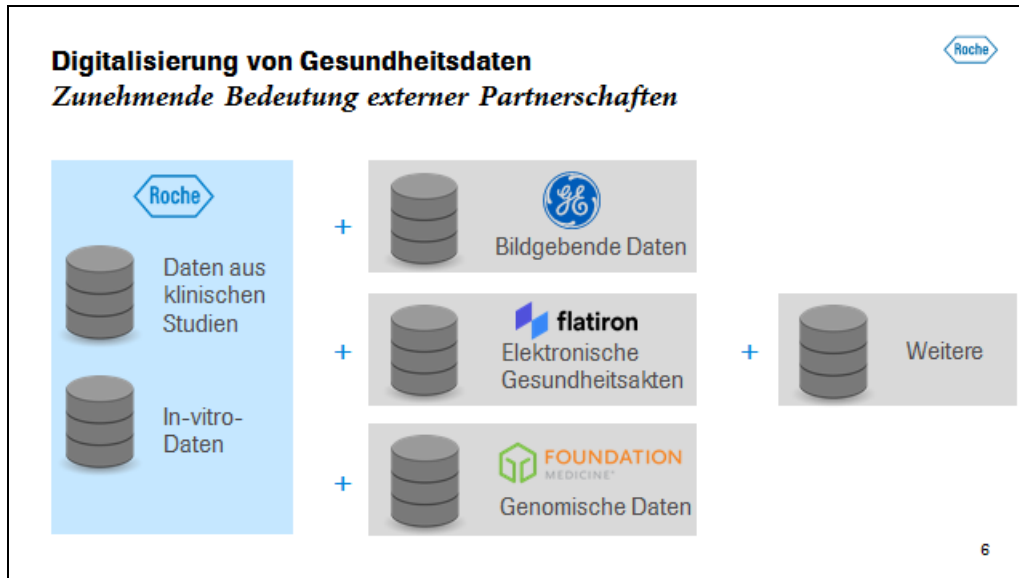 Digitalisierung von Gesundheitsdaten
Roche
Zunehmende Bedeutung externer Partnerschaften
Roche
Daten aus
klinischen
Studien
In-vitro-
Daten
+
GE
Bildgebende Daten
+
flatiron
Elektronische
Gesundheitsakten
+
FOUNDATION
MEDICINE®
Genomische Daten
+
Weitere
6